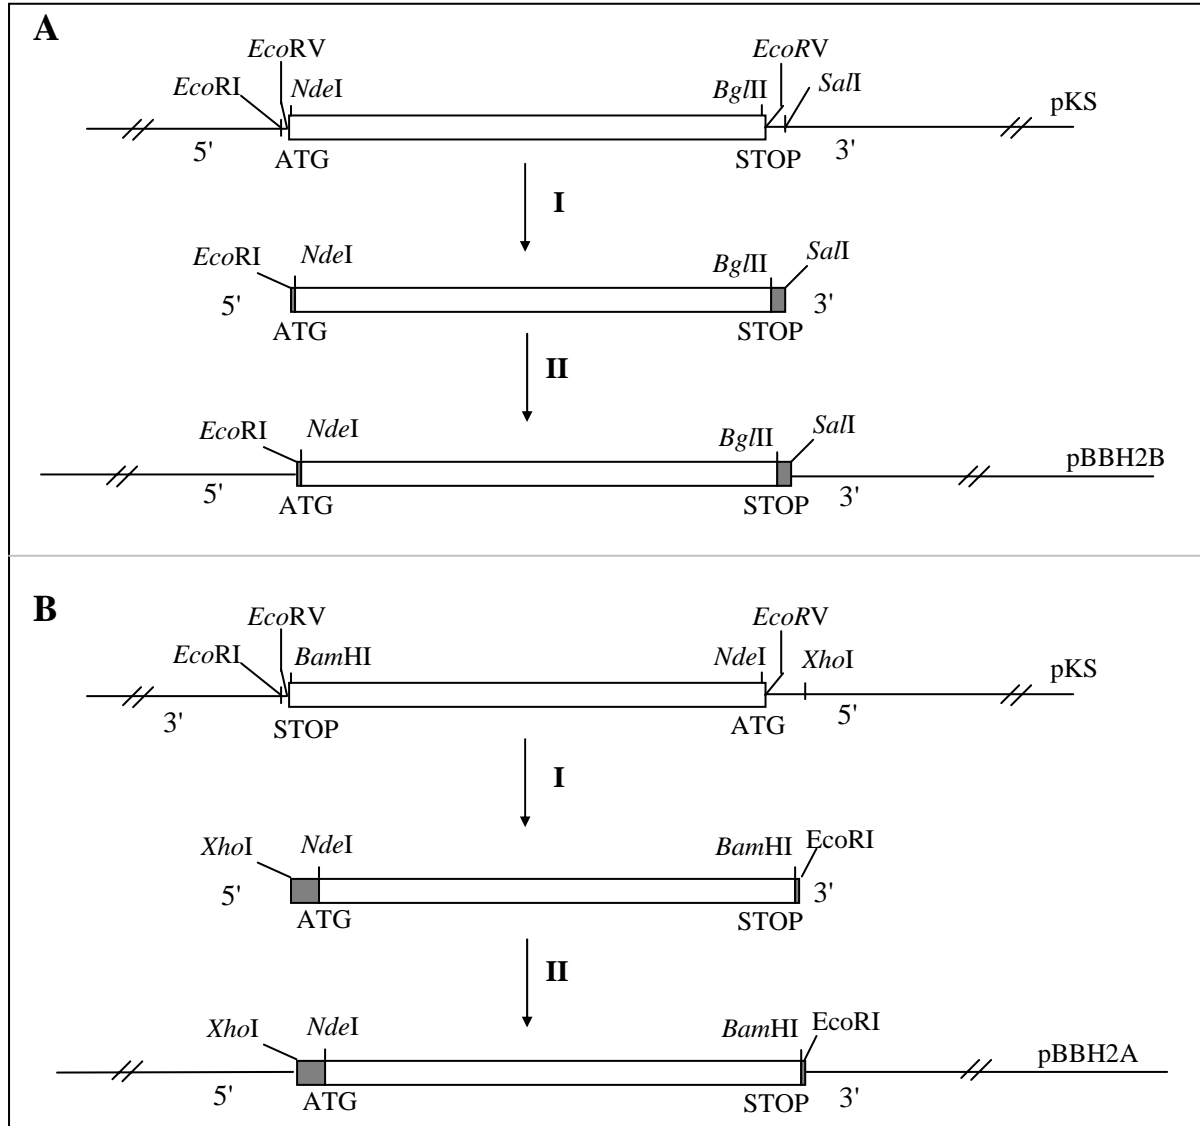 A
EcoRV EcoRV
EcoRI NdeI BglII SalI pKS
5' ATG STOP 3'
I
EcoRI NdeI BglII SalI
5' 3'
ATG STOP
II
EcoRI NdeI BglII SalI
pBBH2B
5' ATG STOP 3'
B
EcoRV EcoRV
EcoRI BamHI NdeI XhoI pKS
3' STOP ATG 5'
I
XhoI NdeI BamHI EcoRI
5' 3'
ATG STOP
II
XhoI NdeI BamHI EcoRI
pBBH2A
5' ATG STOP 3'